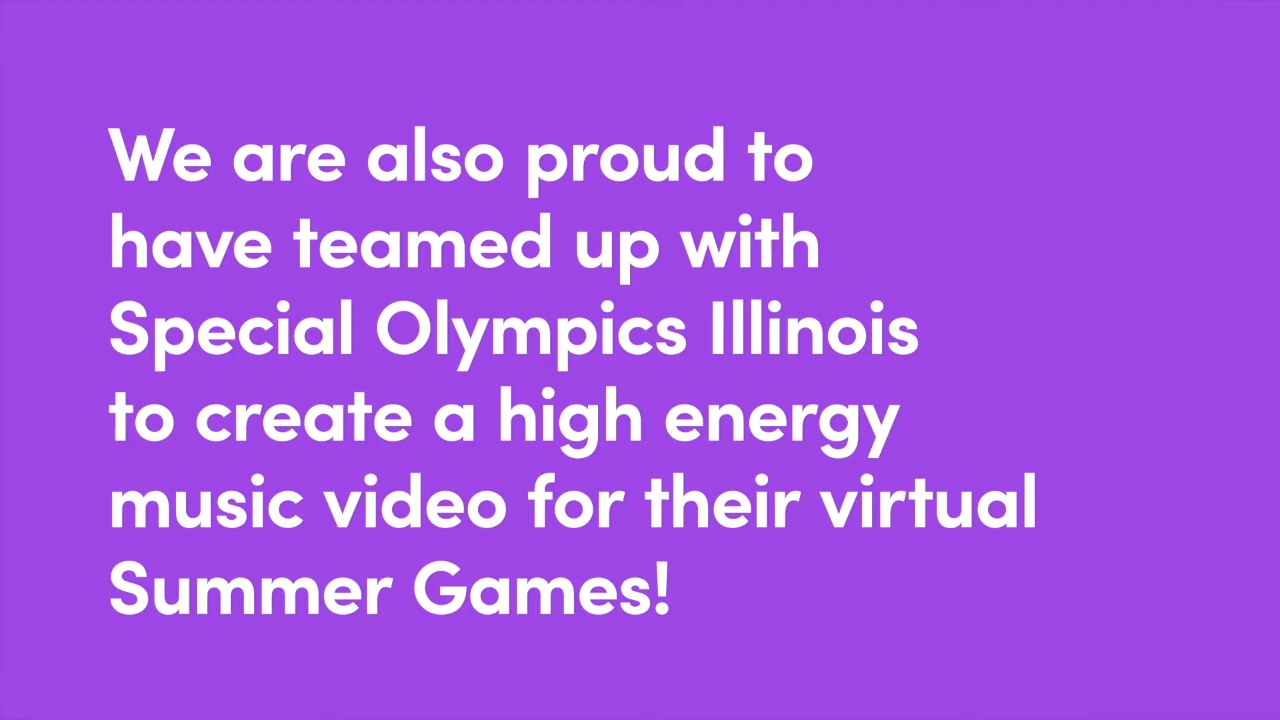 We are also proud to
have teamed up with
Special Olympics Illinois
to create a high energy
music video for their virtual
Summer Games!